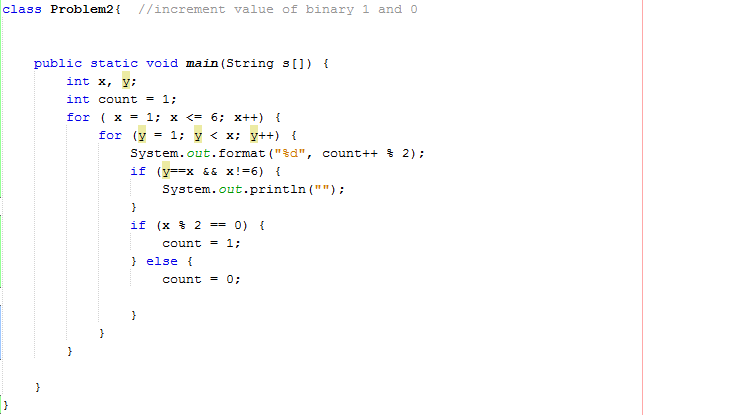 class Problem2{  //increment value of binary 1 and 0
public static void main(String s[]) {
int x, y;
int count = 1;
for ( x = 1; x <= 6; x++) {
for (y = 1; y < x; y++) {
System.out.format("%d", count++ % 2);
if (y==x && x!=6) {
System.out.println("");
}
if (x % 2 == 0) {
count = 1;
} else {
count = 0;
}
}
}
}
}